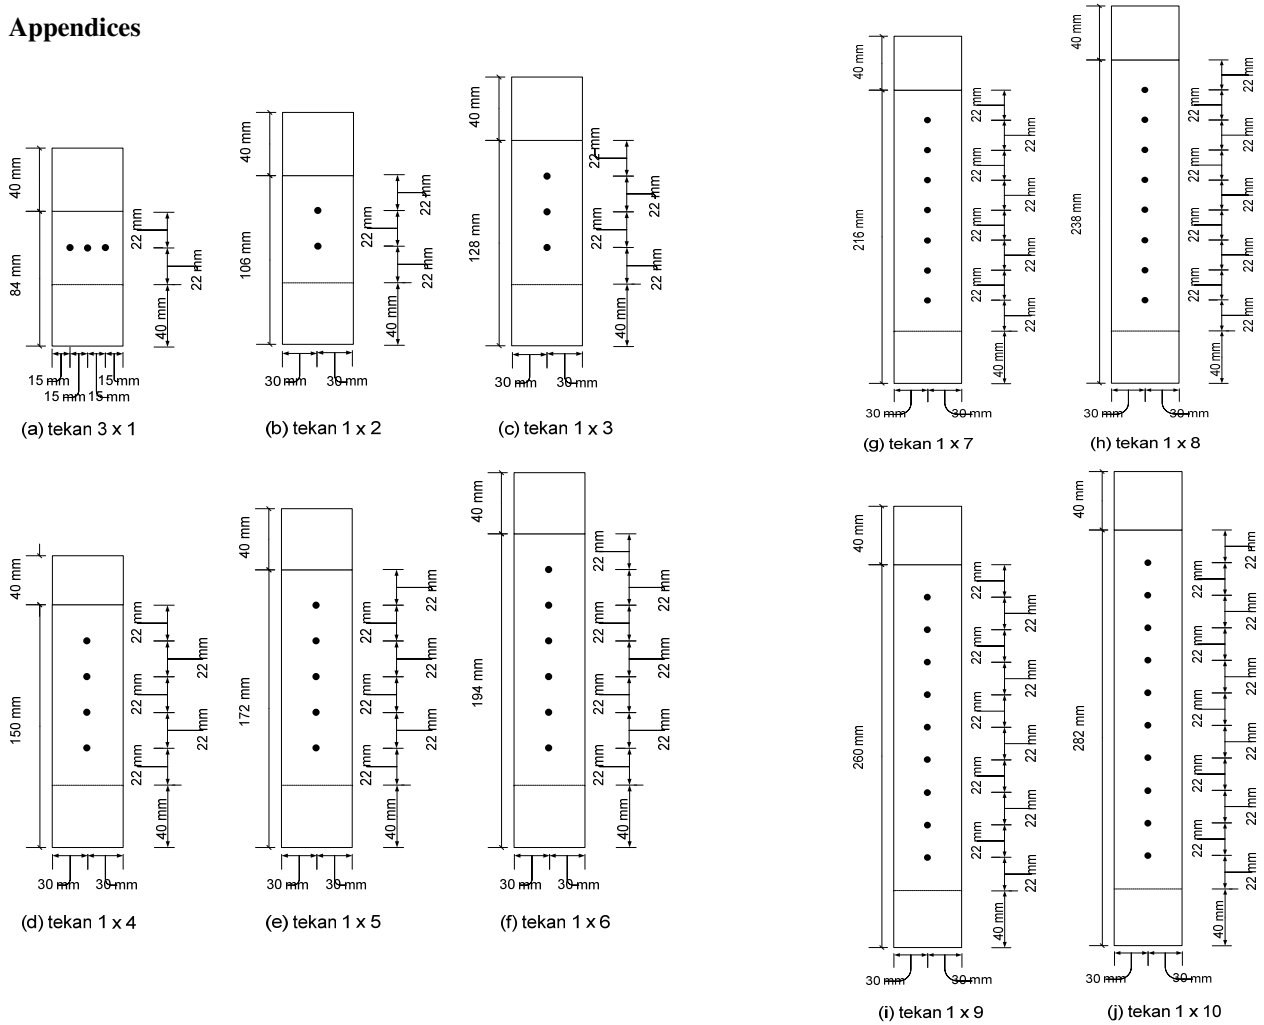 Appendices
40 mm
84 mm
22 mm
22 mm
40 mm
15 mm 15 mm
15 mm 15 mm
(a) tekan 3 x 1
40 mm
106 mm
22 mm
22 mm
22 mm
40 mm
30 mm 30 mm
(b) tekan 1 x 2
40 mm
128 mm
22 mm
22 mm
22 mm
22 mm
40 mm
30 mm 30 mm
(c) tekan 1 x 3
40 mm
150 mm
22 mm
22 mm
22 mm
22 mm
22 mm
40 mm
30 mm 30 mm
(d) tekan 1 x 4
40 mm
172 mm
22 mm
22 mm
22 mm
22 mm
22 mm
22 mm
40 mm
30 mm 30 mm
(e) tekan 1 x 5
40 mm
194 mm
22 mm
22 mm
22 mm
22 mm
22 mm
22 mm
22 mm
40 mm
30 mm 30 mm
(f) tekan 1 x 6
40 mm
216 mm
22 mm
22 mm
22 mm
22 mm
22 mm
22 mm
22 mm
22 mm
40 mm
30 mm 30 mm
(g) tekan 1 x 7
40 mm
238 mm
22 mm
22 mm
22 mm
22 mm
22 mm
22 mm
22 mm
22 mm
22 mm
40 mm
30 mm 30 mm
(h) tekan 1 x 8
40 mm
260 mm
22 mm
22 mm
22 mm
22 mm
22 mm
22 mm
22 mm
22 mm
22 mm
22 mm
40 mm
30 mm 30 mm
(i) tekan 1 x 9
40 mm
282 mm
22 mm
22 mm
22 mm
22 mm
22 mm
22 mm
22 mm
22 mm
22 mm
22 mm
22 mm
40 mm
30 mm 30 mm
(j) tekan 1 x 10